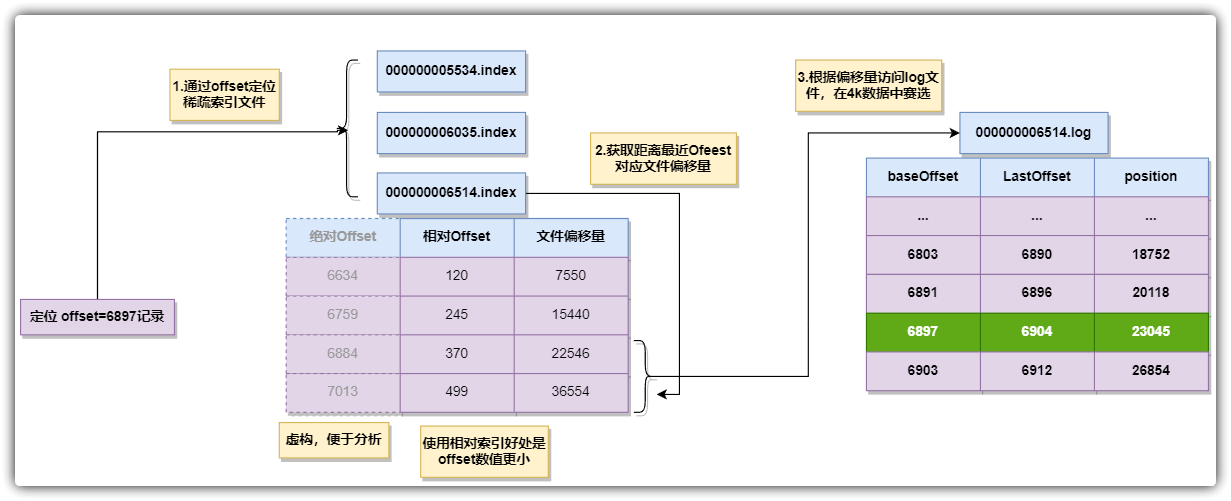 1.通过offset定位
稀疏索引文件
000000005534.index
000000006035.index
000000006514.index
2.获取距离最近Ofeest
对应文件偏移量
3.根据偏移量访问log文
件，在4k数据中赛选
000000006514.log
定位 offset=6897记录
绝对Offset 相对Offset 文件偏移量
6634 120 7550
6759 245 15440
6884 370 22546
7013 499 36554
虚构，便于分析
使用相对索引好处是
offset数值更小
baseOffset LastOffset position
... ... ...
6803 6890 18752
6891 6896 20118
6897 6904 23045
6903 6912 26854